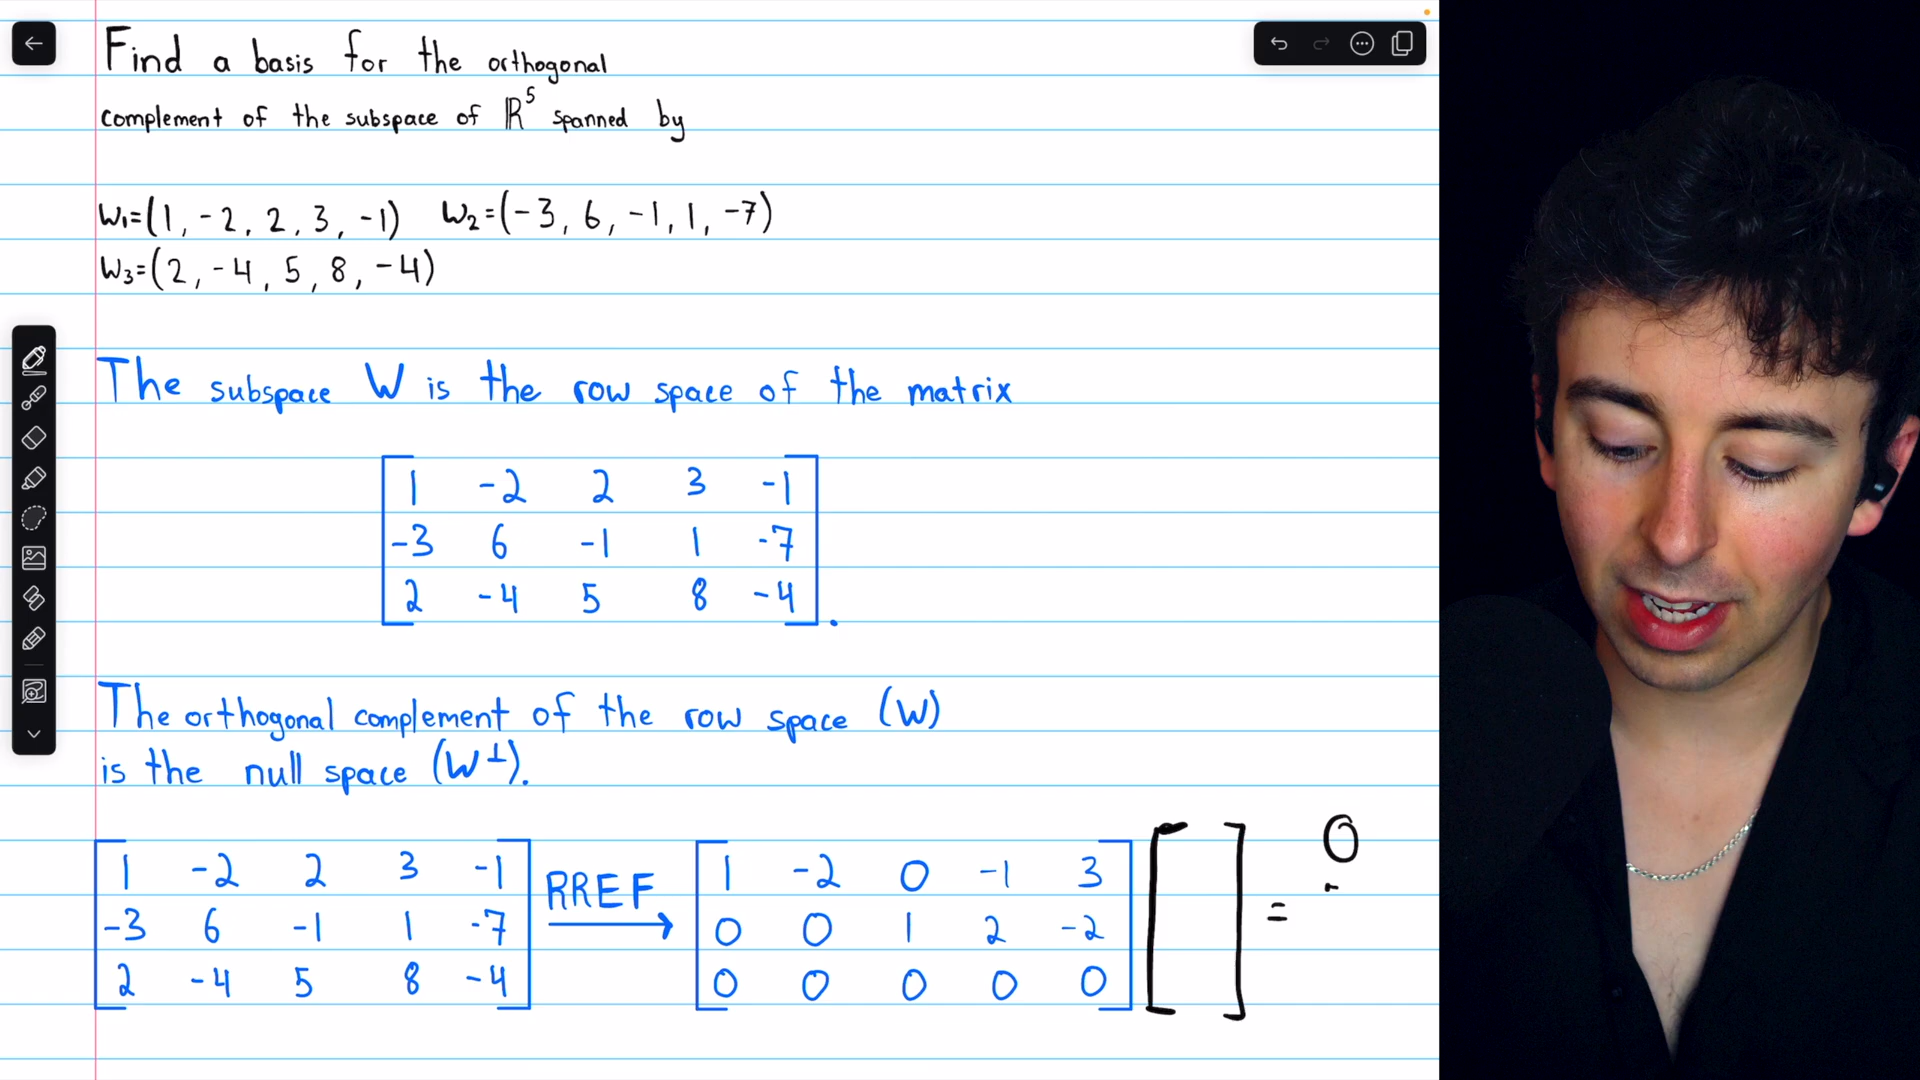 Find a basis for the orthogonal
complement of the subspace of ℝ⁵ spanned by
W₁=(1, -2, 2, 3, -1) W₂=(-3, 6, -1, 1, -7)
W₃=(2, -4, 5, 8, -4)
The subspace W is the row space of the matrix
1 -2 2 3 -1
-3 6 -1 1 -7
2 -4 5 8 -4 .
The orthogonal complement of the row space (W)
is the null space (W⊥).
[1 -2 2 3 -1] RREF → [1 -2 0 -1 3] [ ] = 0
[-3 6 -1 1 -7] [0 0 1 2 -2]
[2 -4 5 8 -4] [0 0 0 0 0]